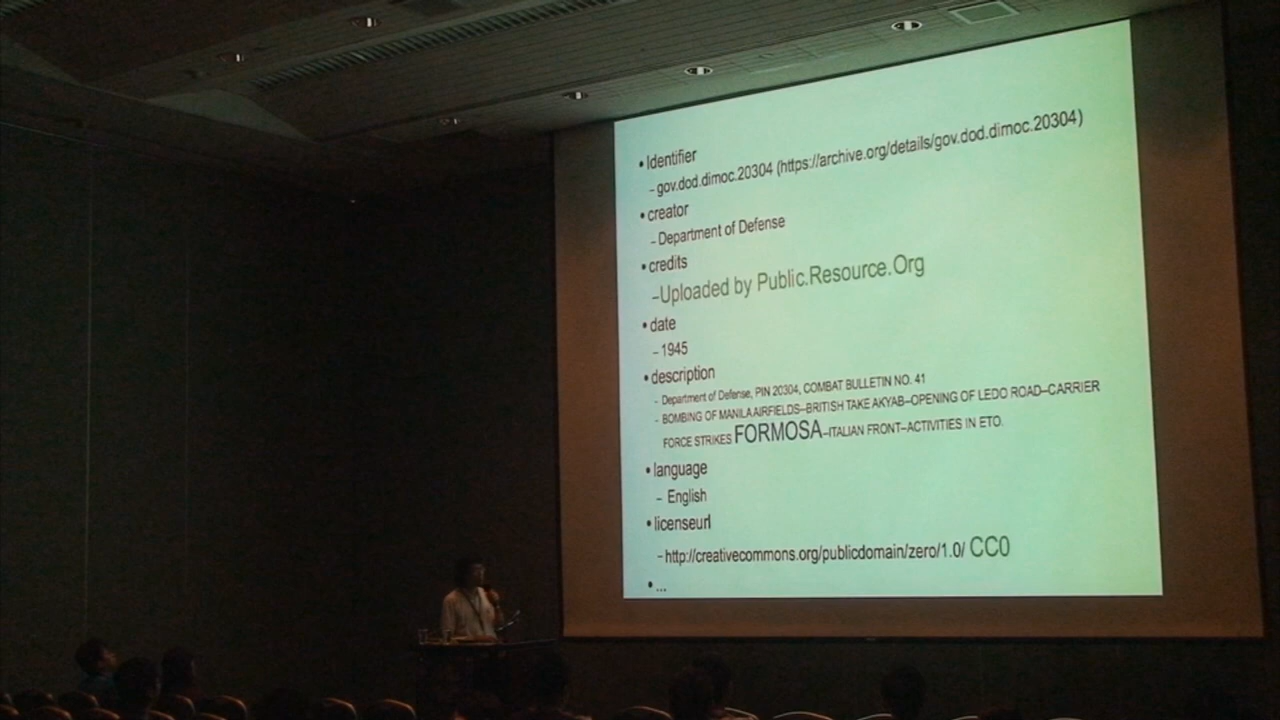 • Identifier
– gov.dod.dimoc.20304 (https://archive.org/details/gov.dod.dimoc.20304)
• creator
– Department of Defense
• credits
–Uploaded by Public.Resource.Org
• date
– 1945
• description
– Department of Defense, PIN 20304, COMBAT BULLETIN NO. 41
– BOMBING OF MANILA AIRFIELDS–BRITISH TAKE AKYAB–OPENING OF LEDO ROAD–CARRIER
FORCE STRIKES FORMOSA–ITALIAN FRONT–ACTIVITIES IN ETO.
• language
– English
• licenseurl
–http://creativecommons.org/publicdomain/zero/1.0/ CC0
• ...